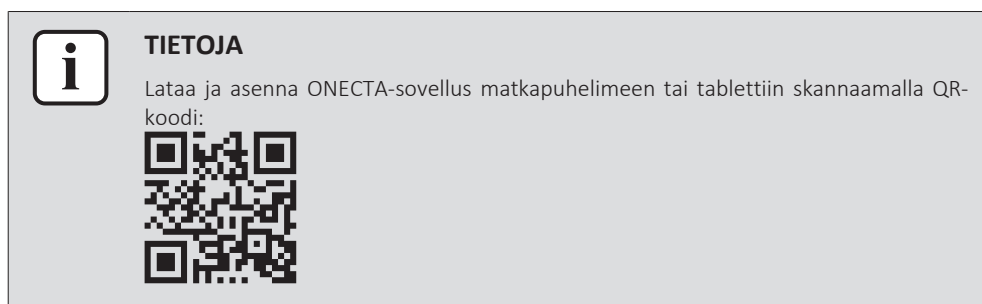 i
TIETOJA
Lataa ja asenna ONECTA-sovellus matkapuhelimeen tai tablettiin skannaamalla QR-
koodi: